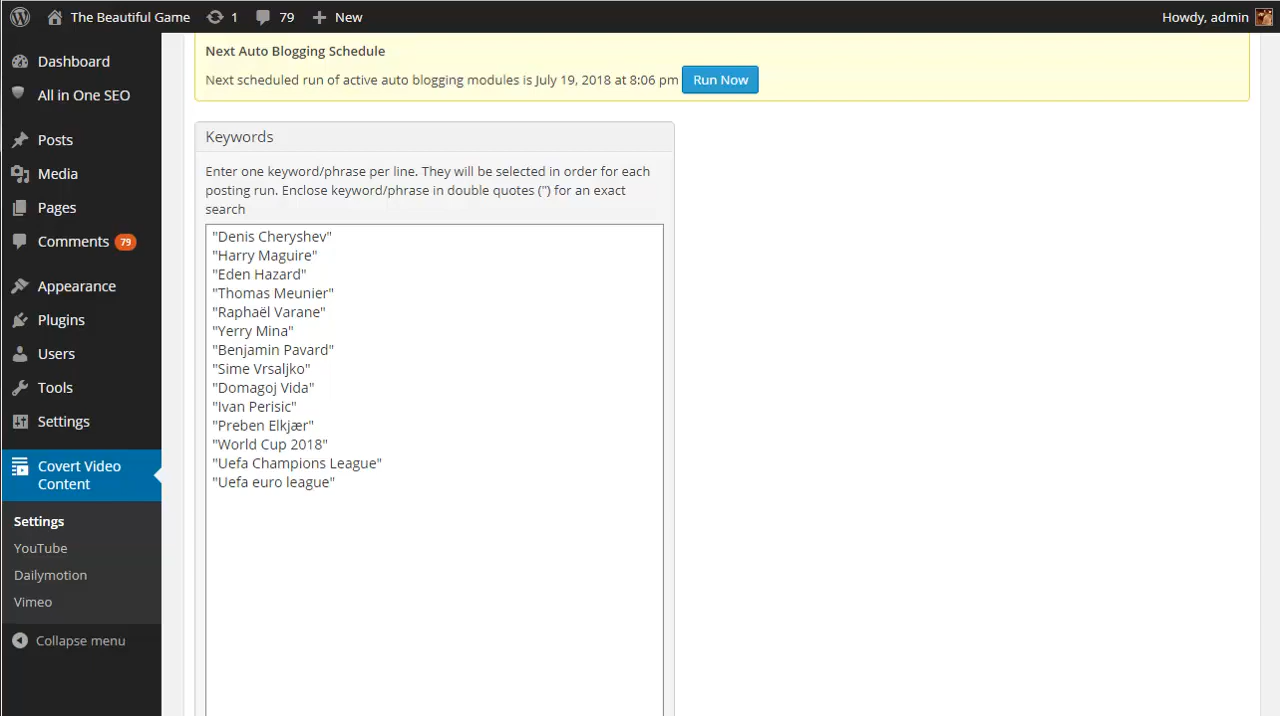 The Beautiful Game 1 79 New Howdy, admin
Dashboard
All in One SEO
Posts
Media
Pages
Comments 79
Appearance
Plugins
Users
Tools
Settings
Covert Video
Content
Settings
YouTube
Dailymotion
Vimeo
Collapse menu
Next Auto Blogging Schedule
Next scheduled run of active auto blogging modules is July 19, 2018 at 8:06 pm Run Now
Keywords
Enter one keyword/phrase per line. They will be selected in order for each
posting run. Enclose keyword/phrase in double quotes (") for an exact
search
"Denis Cheryshev"
"Harry Maguire"
"Eden Hazard"
"Thomas Meunier"
"Raphaël Varane"
"Yerry Mina"
"Benjamin Pavard"
"Sime Vrsaljko"
"Domagoj Vida"
"Ivan Perisic"
"Preben Elkjær"
"World Cup 2018"
"Uefa Champions League"
"Uefa euro league"